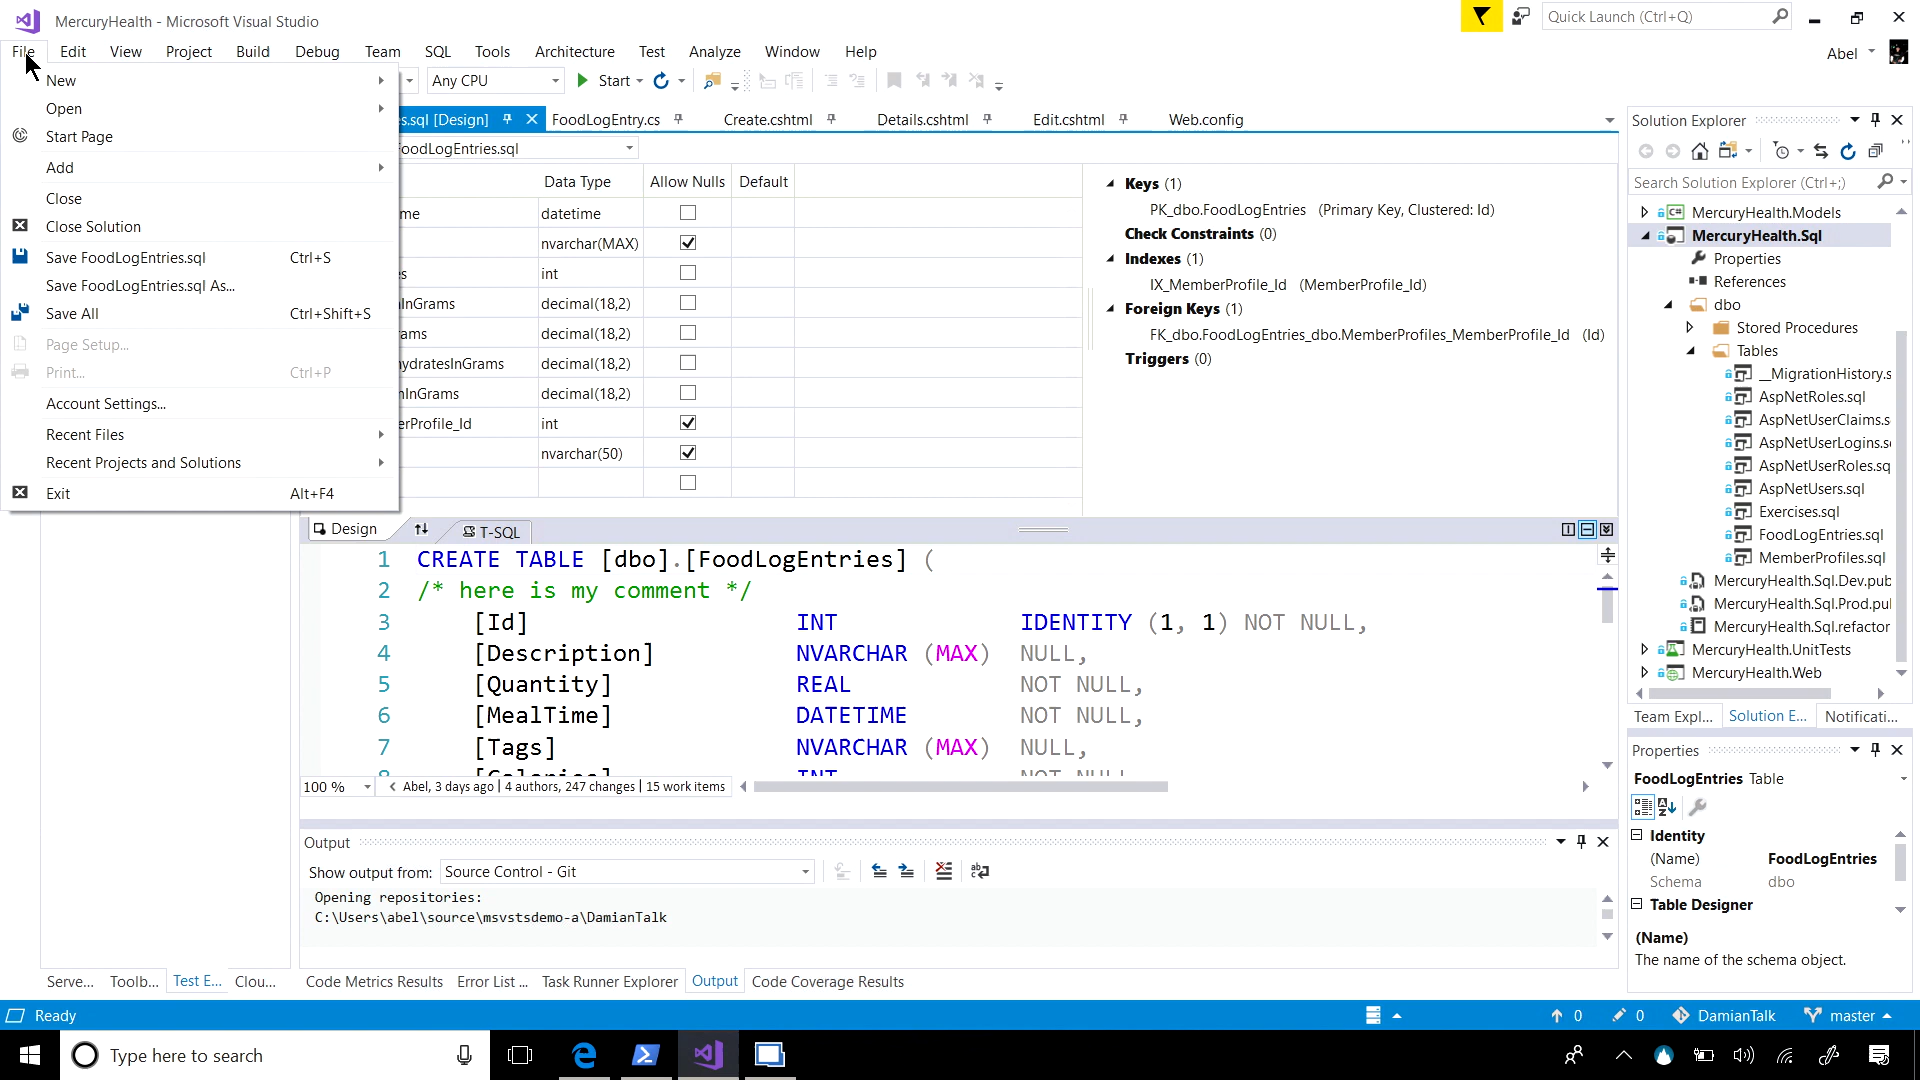 MercuryHealth - Microsoft Visual Studio
Quick Launch (Ctrl+Q)
File Edit View Project Build Debug Team SQL Tools Architecture Test Analyze Window Help
Abel
Any CPU Start
New
Open
Start Page
Add
Close
Close Solution
Save FoodLogEntries.sql Ctrl+S
Save FoodLogEntries.sql As...
Save All Ctrl+Shift+S
Page Setup...
Print... Ctrl+P
Account Settings...
Recent Files
Recent Projects and Solutions
Exit Alt+F4
s.sql [Design] FoodLogEntry.cs Create.cshtml Details.cshtml Edit.cshtml Web.config
oodLogEntries.sql
Data Type Allow Nulls Default
me datetime
nvarchar(MAX)
es int
nInGrams decimal(18,2)
rams decimal(18,2)
ydratesInGrams decimal(18,2)
nInGrams decimal(18,2)
erProfile_Id int
nvarchar(50)
Keys (1)
PK_dbo.FoodLogEntries (Primary Key, Clustered: Id)
Check Constraints (0)
Indexes (1)
IX_MemberProfile_Id (MemberProfile_Id)
Foreign Keys (1)
FK_dbo.FoodLogEntries_dbo.MemberProfiles_MemberProfile_Id (Id)
Triggers (0)
Design T-SQL
1 CREATE TABLE [dbo].[FoodLogEntries] (
2 /* here is my comment */
3 [Id] INT IDENTITY (1, 1) NOT NULL,
4 [Description] NVARCHAR (MAX) NULL,
5 [Quantity] REAL NOT NULL,
6 [MealTime] DATETIME NOT NULL,
7 [Tags] NVARCHAR (MAX) NULL,
8 [Calories] INT NOT NULL
100 % Abel, 3 days ago | 4 authors, 247 changes | 15 work items
Output
Show output from: Source Control - Git
Opening repositories:
C:\Users\abel\source\msvstsdemo-a\DamianTalk
Serve... Toolb... Test E... Clou...
Code Metrics Results Error List ... Task Runner Explorer Output Code Coverage Results
Solution Explorer
Search Solution Explorer (Ctrl+;)
MercuryHealth.Models
MercuryHealth.Sql
Properties
References
dbo
Stored Procedures
Tables
__MigrationHistory.s
AspNetRoles.sql
AspNetUserClaims.s
AspNetUserLogins.s
AspNetUserRoles.sq
AspNetUsers.sql
Exercises.sql
FoodLogEntries.sql
MemberProfiles.sql
MercuryHealth.Sql.Dev.pub
MercuryHealth.Sql.Prod.pul
MercuryHealth.Sql.refactor
MercuryHealth.UnitTests
MercuryHealth.Web
Team Expl... Solution E... Notificati...
Properties
FoodLogEntries Table
Identity
(Name) FoodLogEntries
Schema dbo
Table Designer
(Name)
The name of the schema object.
Ready
0 0 DamianTalk master
Type here to search